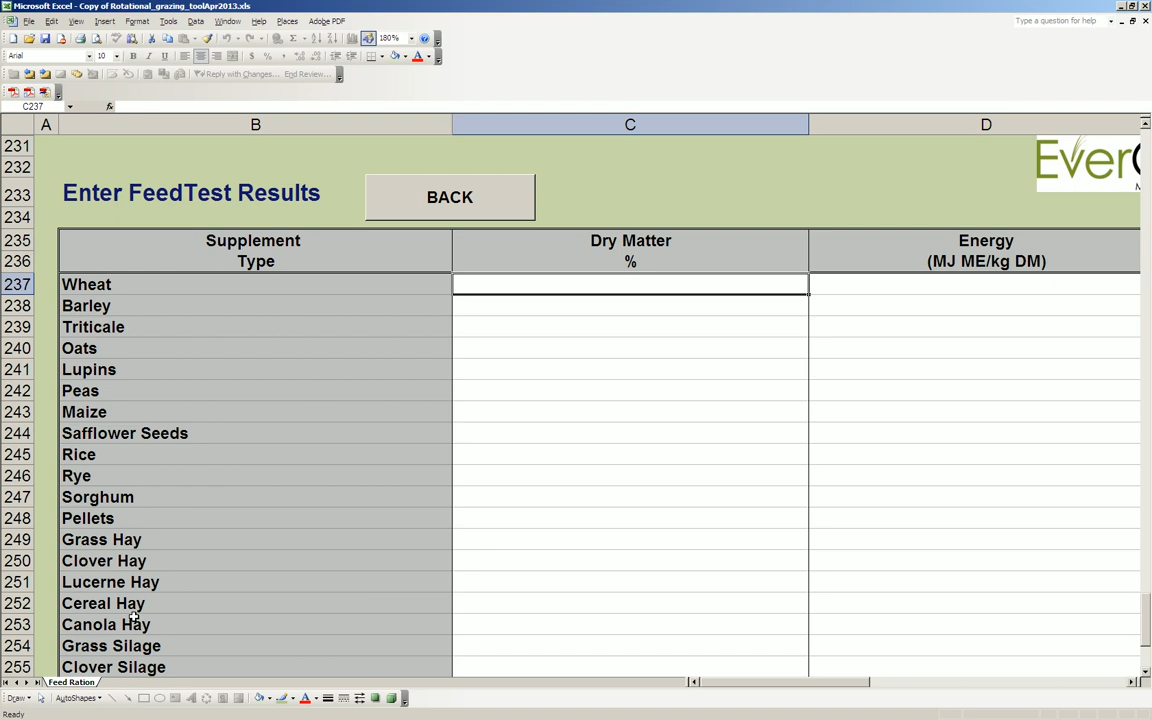 Microsoft Excel - Copy of Rotational_grazing_toolApr2013.xls
File Edit View Insert Format Tools Data Window Help Places Adobe PDF
Type a question for help
180%
Arial 10 B I U $ % ,
Reply with Changes... End Review...
C237 fx
A B C D
231
232
Ever
233 Enter FeedTest Results BACK
234
235 Supplement Dry Matter Energy
236 Type % (MJ ME/kg DM)
237 Wheat
238 Barley
239 Triticale
240 Oats
241 Lupins
242 Peas
243 Maize
244 Safflower Seeds
245 Rice
246 Rye
247 Sorghum
248 Pellets
249 Grass Hay
250 Clover Hay
251 Lucerne Hay
252 Cereal Hay
253 Canola Hay
254 Grass Silage
255 Clover Silage
Feed Ration
Draw AutoShapes
Ready